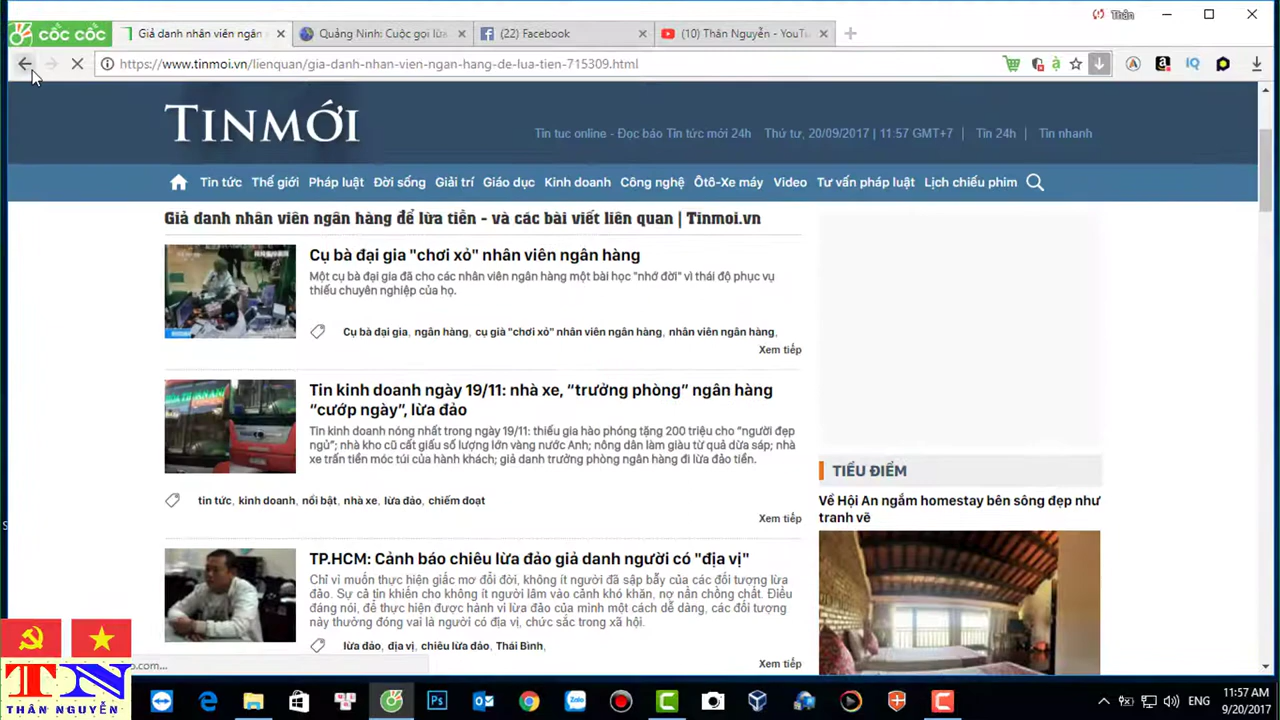 cốc cốc
Giả danh nhân viên ngân
Quảng Ninh: Cuộc gọi lừa
(22) Facebook
(10) Thân Nguyễn - YouTu
Thân
https://www.tinmoi.vn/lienquan/gia-danh-nhan-vien-ngan-hang-de-lua-tien-715309.html
TINMỚI
Tin tuc online - Đọc báo Tin tức mới 24h
Thứ tư, 20/09/2017 | 11:57 GMT+7
Tin 24h
Tin nhanh
Tin tức
Thế giới
Pháp luật
Đời sống
Giải trí
Giáo dục
Kinh doanh
Công nghệ
Ôtô-Xe máy
Video
Tư vấn pháp luật
Lịch chiếu phim
Giả danh nhân viên ngân hàng để lừa tiền - và các bài viết liên quan | Tinmoi.vn
Cụ bà đại gia "chơi xỏ" nhân viên ngân hàng
Một cụ bà đại gia đã cho các nhân viên ngân hàng một bài học "nhớ đời" vì thái độ phục vụ
thiếu chuyên nghiệp của họ.
Cụ bà đại gia, ngân hàng, cụ già "chơi xỏ" nhân viên ngân hàng, nhân viên ngân hàng,
Xem tiếp
Tin kinh doanh ngày 19/11: nhà xe, “trưởng phòng” ngân hàng
“cướp ngày”, lừa đảo
Tin kinh doanh nóng nhất trong ngày 19/11: thiếu gia hào phóng tặng 200 triệu cho “người đẹp
ngủ”; nhà kho cũ cất giấu số lượng lớn vàng nước Anh; nông dân làm giàu từ quả dừa sáp; nhà
xe trấn tiền móc túi của hành khách; giả danh trưởng phòng ngân hàng đi lừa đảo tiền.
tin tức, kinh doanh, nổi bật, nhà xe, lừa đảo, chiếm đoạt
Xem tiếp
TP.HCM: Cảnh báo chiêu lừa đảo giả danh người có "địa vị"
Chỉ vì muốn thực hiện giấc mơ đổi đời, không ít người đã sập bẫy của các đối tượng lừa
đảo. Sự cả tin khiến cho không ít người lâm vào cảnh khó khăn, nợ nần chồng chất. Điều
đáng nói, để thực hiện được hành vi lừa đảo của mình một cách dễ dàng, các đối tượng
này thường đóng vai là người có địa vị, chức sắc trong xã hội.
lừa đảo, địa vị, chiêu lừa đảo, Thái Bình,
Xem tiếp
TIÊU ĐIỂM
Về Hội An ngắm homestay bên sông đẹp như
tranh vẽ
TN
THÂN NGUYỄN
ENG
11:57 AM
9/20/2017